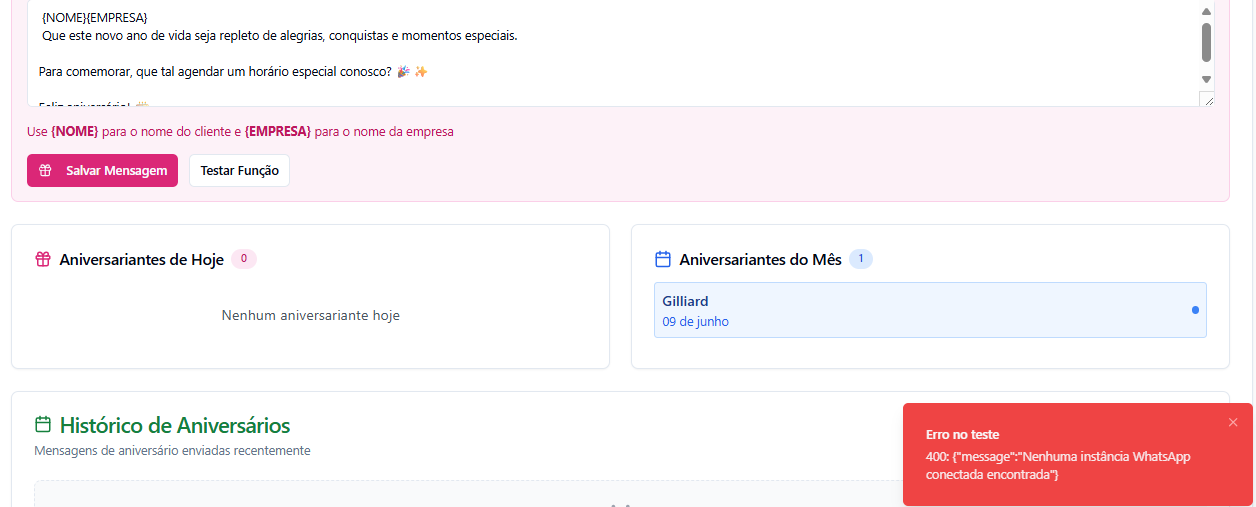 {NOME}{EMPRESA}
Que este novo ano de vida seja repleto de alegrias, conquistas e momentos especiais.
Para comemorar, que tal agendar um horário especial conosco? 🎉 ✨
Feliz aniversário!
Use {NOME} para o nome do cliente e {EMPRESA} para o nome da empresa
Salvar Mensagem
Testar Função
Aniversariantes de Hoje 0
Nenhum aniversariante hoje
Aniversariantes do Mês 1
Gilliard
09 de junho
Histórico de Aniversários
Mensagens de aniversário enviadas recentemente
Erro no teste
400: {"message":"Nenhuma instância WhatsApp
conectada encontrada"}